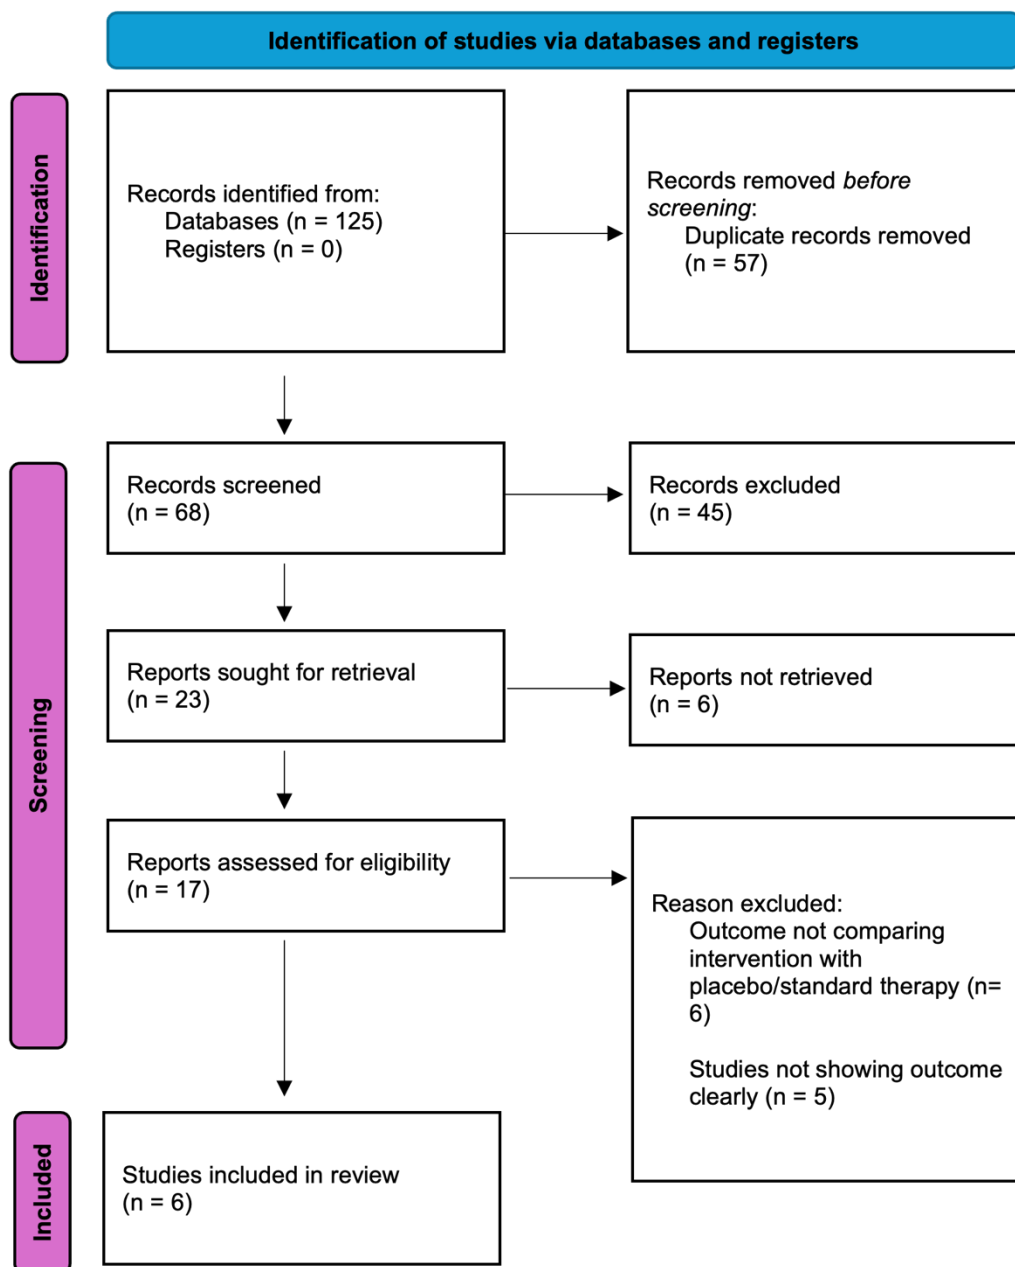 Identification of studies via databases and registers
Identification
Records identified from:
Databases (n = 125)
Registers (n = 0)
Records removed before
screening:
Duplicate records removed
(n = 57)
Screening
Records screened
(n = 68)
Records excluded
(n = 45)
Reports sought for retrieval
(n = 23)
Reports not retrieved
(n = 6)
Reports assessed for eligibility
(n = 17)
Reason excluded:
Outcome not comparing
intervention with
placebo/standard therapy (n=
6)
Studies not showing outcome
clearly (n = 5)
Included
Studies included in review
(n = 6)